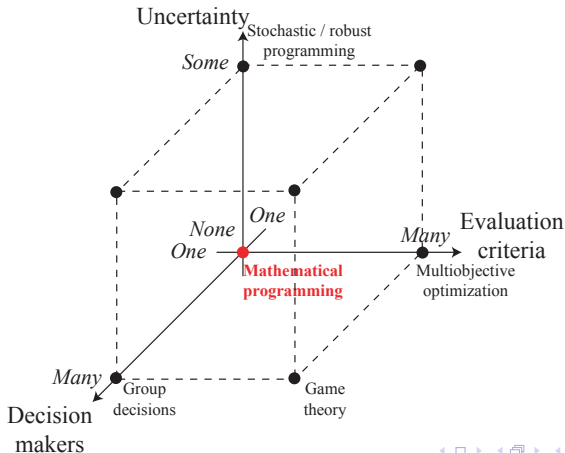 Uncertainty
Stochastic / robust
programming
Some
None
One
One
Many
Evaluation
criteria
Mathematical
programming
Multiobjective
optimization
Many
Group
decisions
Game
theory
Decision
makers